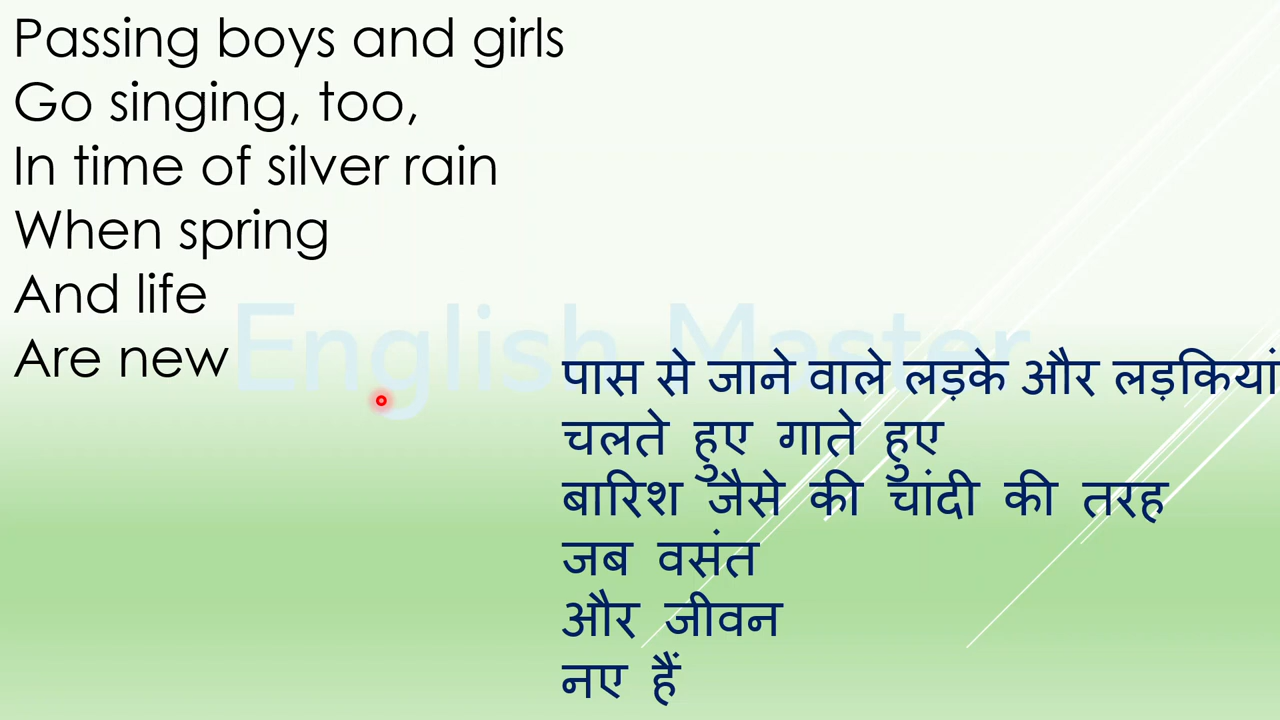 Passing boys and girls
Go singing, too,
In time of silver rain
When spring
And life
Are new
English Master
पास से जाने वाले लड़के और लड़कियां
चलते हुए गाते हुए
बारिश जैसे की चांदी की तरह
जब वसंत
और जीवन
नए हैं